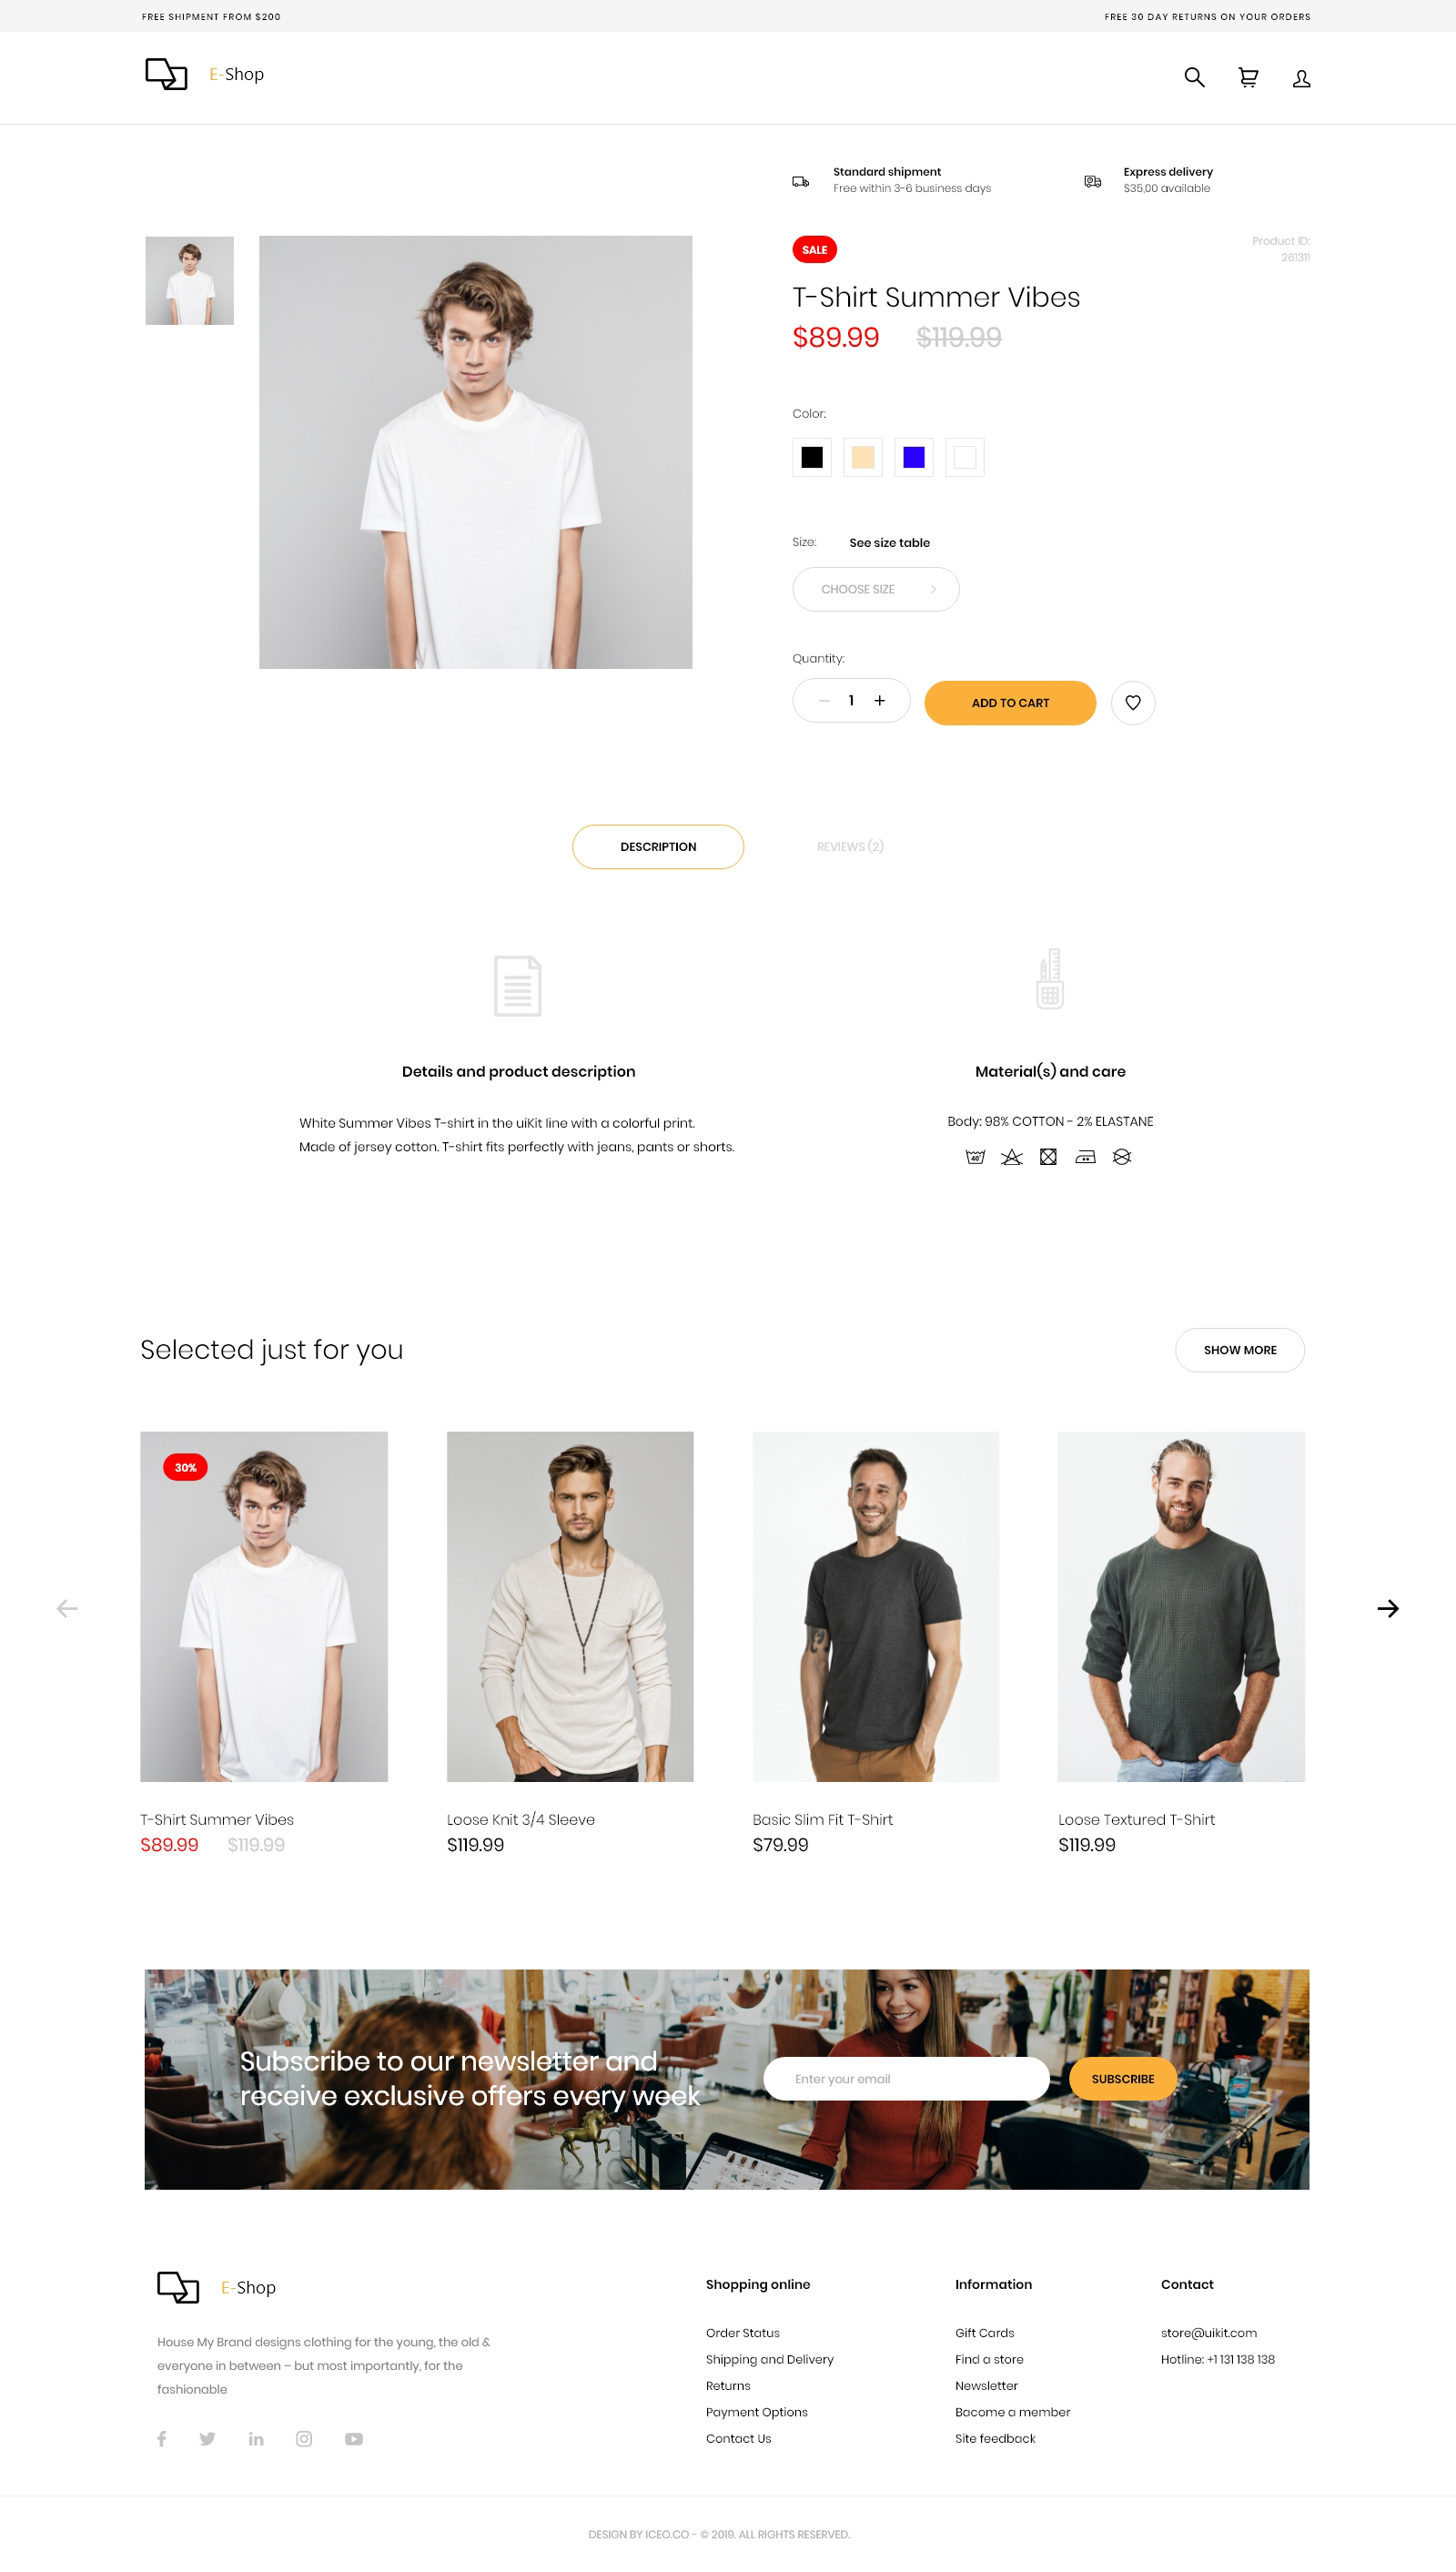 FREE SHIPMENT FROM $200
FREE 30 DAY RETURNS ON YOUR ORDERS
E-Shop
Standard shipment
Free within 3-6 business days
Express delivery
$35,00 available
SALE
Product ID:
261311
T-Shirt Summer Vibes
$89.99 $119.99
Color:
Size: See size table
CHOOSE SIZE
Quantity:
1
ADD TO CART
DESCRIPTION
REVIEWS (2)
Details and product description
White Summer Vibes T-shirt in the uiKit line with a colorful print.
Made of jersey cotton. T-shirt fits perfectly with jeans, pants or shorts.
Material(s) and care
Body: 98% COTTON - 2% ELASTANE
40°
Selected just for you
SHOW MORE
30%
T-Shirt Summer Vibes
$89.99 $119.99
Loose Knit 3/4 Sleeve
$119.99
Basic Slim Fit T-Shirt
$79.99
Loose Textured T-Shirt
$119.99
Subscribe to our newsletter and
receive exclusive offers every week
Enter your email
SUBSCRIBE
E-Shop
House My Brand designs clothing for the young, the old &
everyone in between – but most importantly, for the
fashionable
Shopping online
Order Status
Shipping and Delivery
Returns
Payment Options
Contact Us
Information
Gift Cards
Find a store
Newsletter
Bacome a member
Site feedback
Contact
store@uikit.com
Hotline: +1 131 138 138
DESIGN BY ICEO.CO - © 2019. ALL RIGHTS RESERVED.